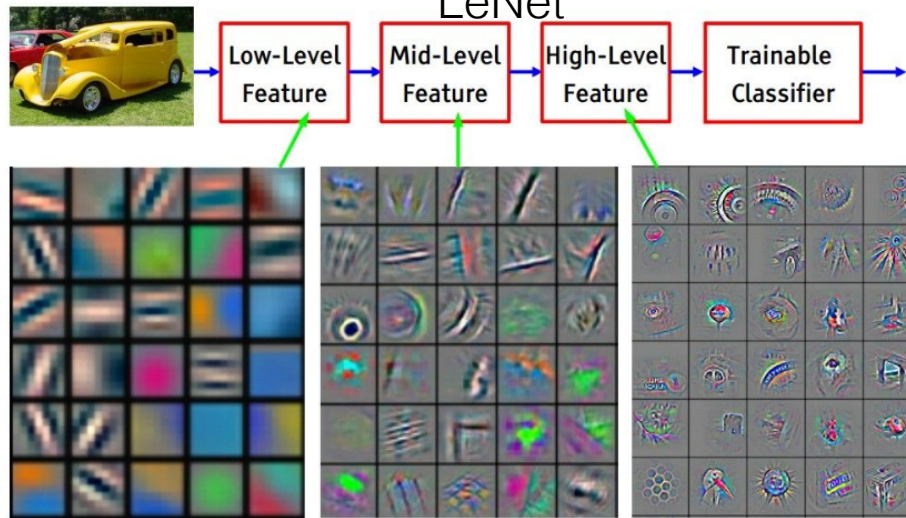 LeNet
Low-Level
Feature
Mid-Level
Feature
High-Level
Feature
Trainable
Classifier